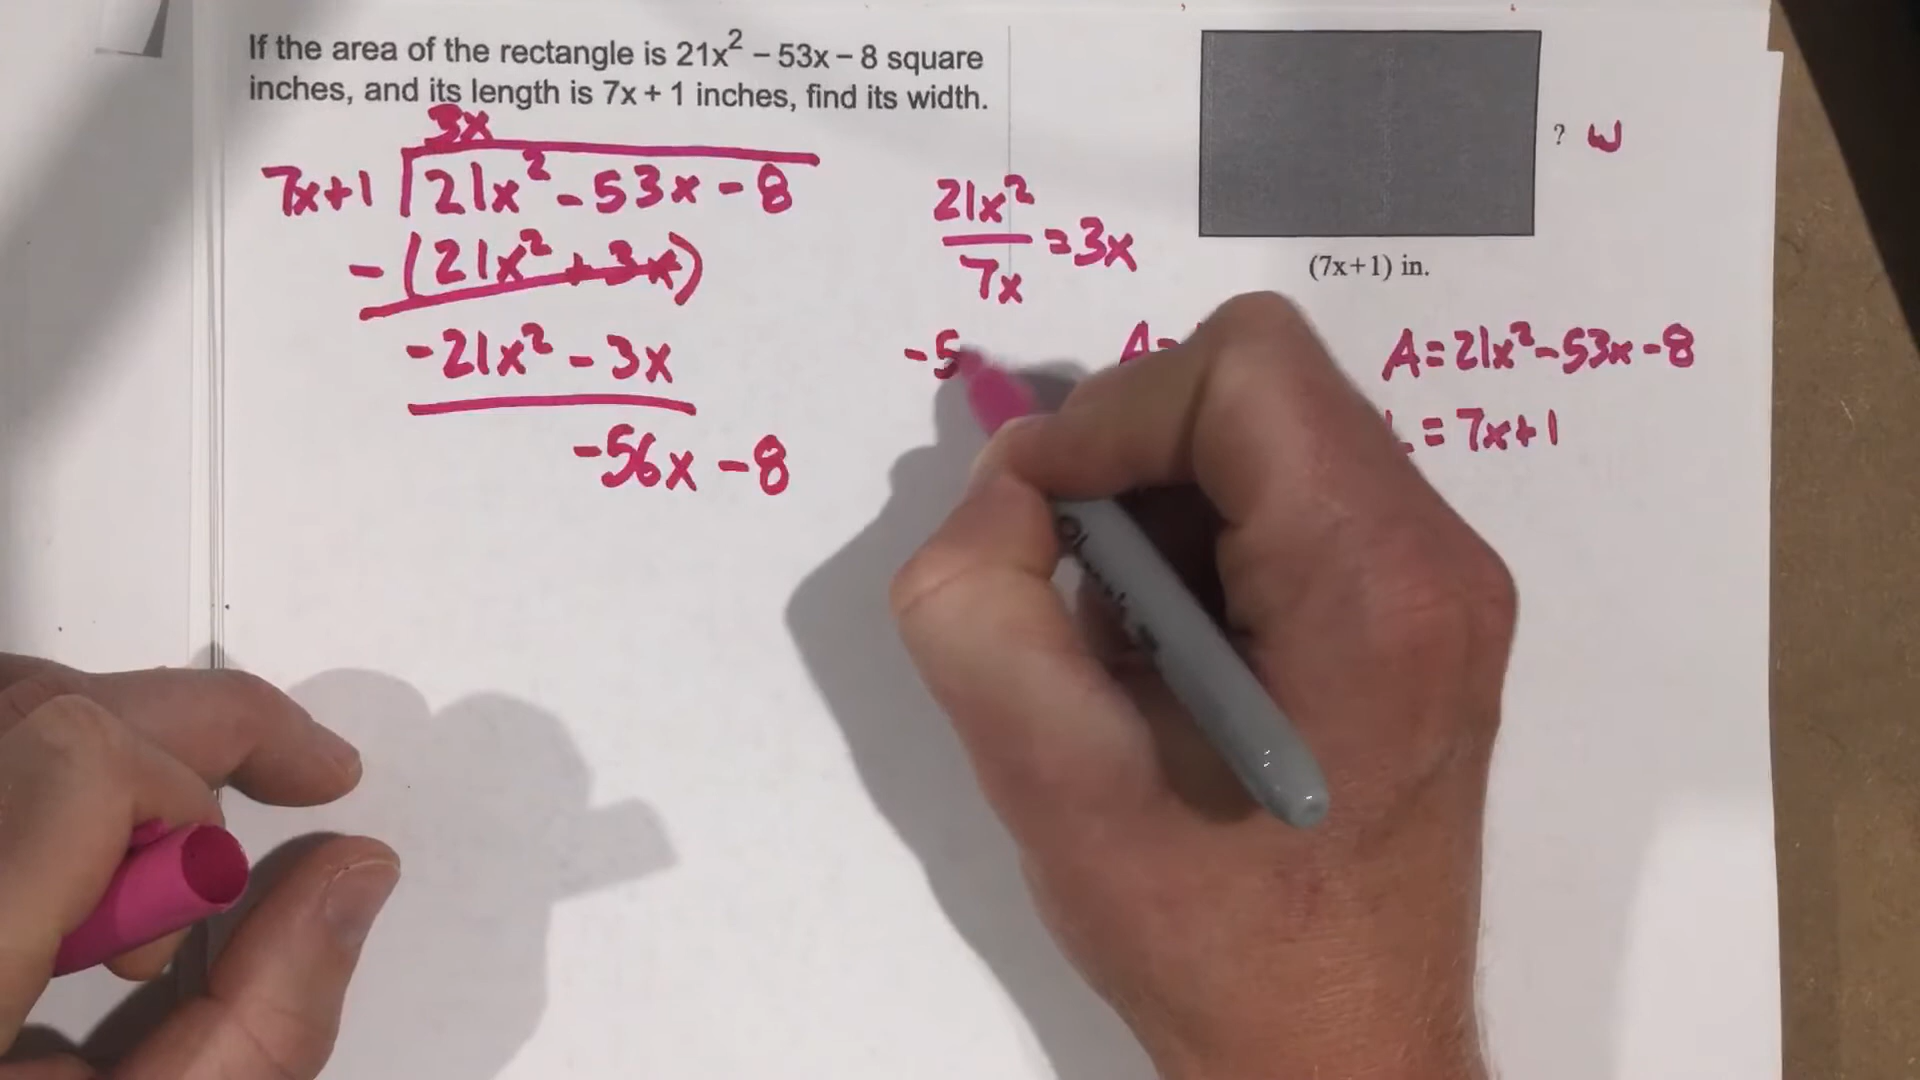 If the area of the rectangle is 21x² – 53x – 8 square
inches, and its length is 7x + 1 inches, find its width.
3x
7x+1 21x² - 53x - 8
-(21x² + 3x)
-21x² - 3x
-56x - 8
21x²
7x
=3x
-5
? W
(7x+1) in.
A=
A=21x²-53x-8
L = 7x+1